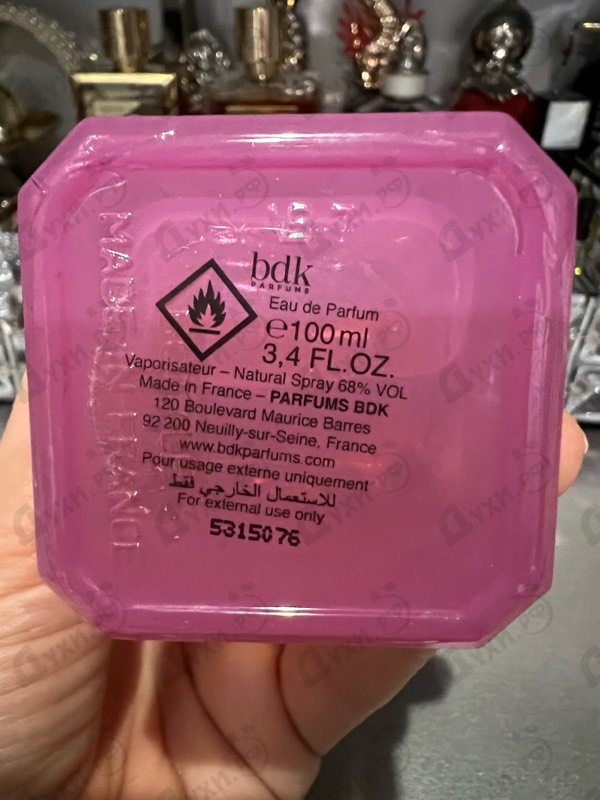 bdk
PARFUMS
Eau de Parfum
℮100ml
3,4 FL.OZ.
Vaporisateur – Natural Spray 68% VOL
Made in France – PARFUMS BDK
120 Boulevard Maurice Barres
92 200 Neuilly-sur-Seine, France
www.bdkparfums.com
Pour usage externe uniquement
للاستعمال الخارجي فقط
For external use only
5315076
MADE IN FRANCE
Духи.рф